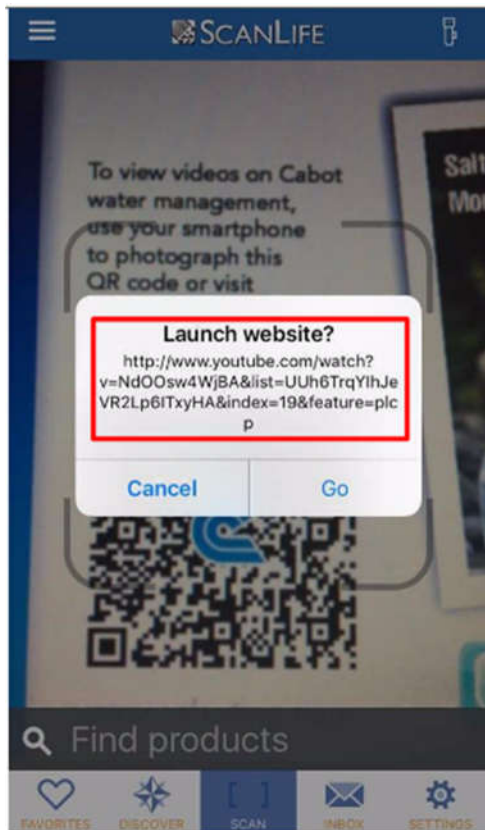 SCANLIFE
To view videos on Cabot
water management,
use your smartphone
to photograph this
QR code or visit
Salt
Mo
Launch website?
http://www.youtube.com/watch?
v=NdOOsw4WjBA&list=UUh6TrqYIhJe
VR2Lp6ITxyHA&index=19&feature=plc
p
Cancel
Go
Find products
FAVORITES
DISCOVER
SCAN
INBOX
SETTINGS